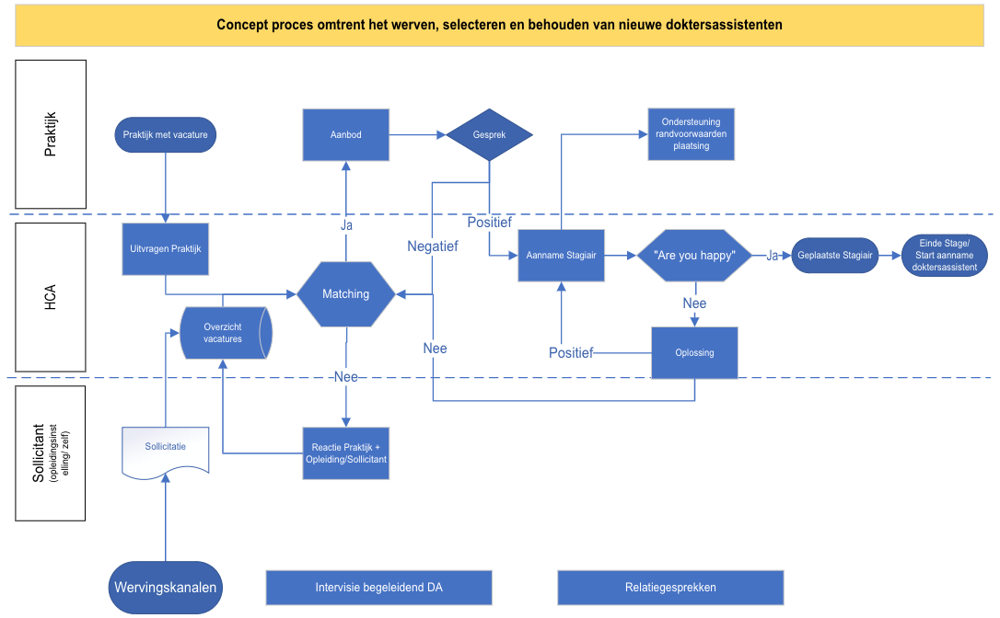 Concept proces omtrent het werven, selecteren en behouden van nieuwe doktersassistenten
Praktijk
Praktijk met vacature
Aanbod
Gesprek
Ondersteuning
randvoorwaarden
plaatsing
HCA
Uitvragen Praktijk
Ja
Negatief
Positief
Aanname Stagiair
"Are you happy"
Ja
Geplaatste Stagiair
Einde Stage/
Start aanname
doktersassistent
Matching
Overzicht
vacatures
Nee
Nee
Nee
Positief
Oplossing
Sollicitant
(opleidingsinst
elling/ zelf)
Sollicitatie
Reactie Praktijk +
Opleiding/Sollicitant
Wervingskanalen
Intervisie begeleidend DA
Relatiegesprekken